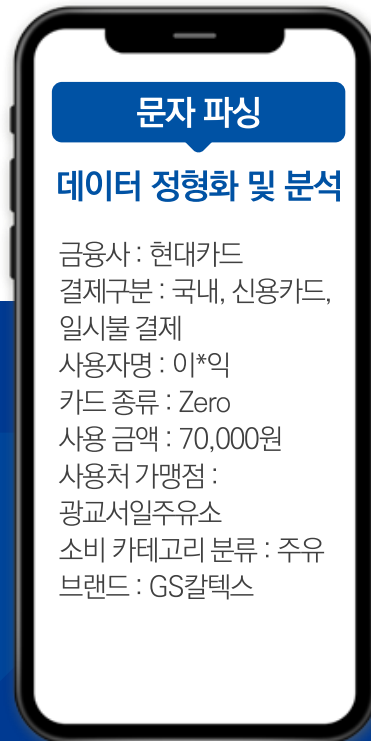 문자 파싱
데이터 정형화 및 분석
금융사 : 현대카드
결제구분 : 국내, 신용카드,
일시불 결제
사용자명 : 이*익
카드 종류 : Zero
사용 금액 : 70,000원
사용처 가맹점 :
광교서일주유소
소비 카테고리 분류 : 주유
브랜드 : GS칼텍스